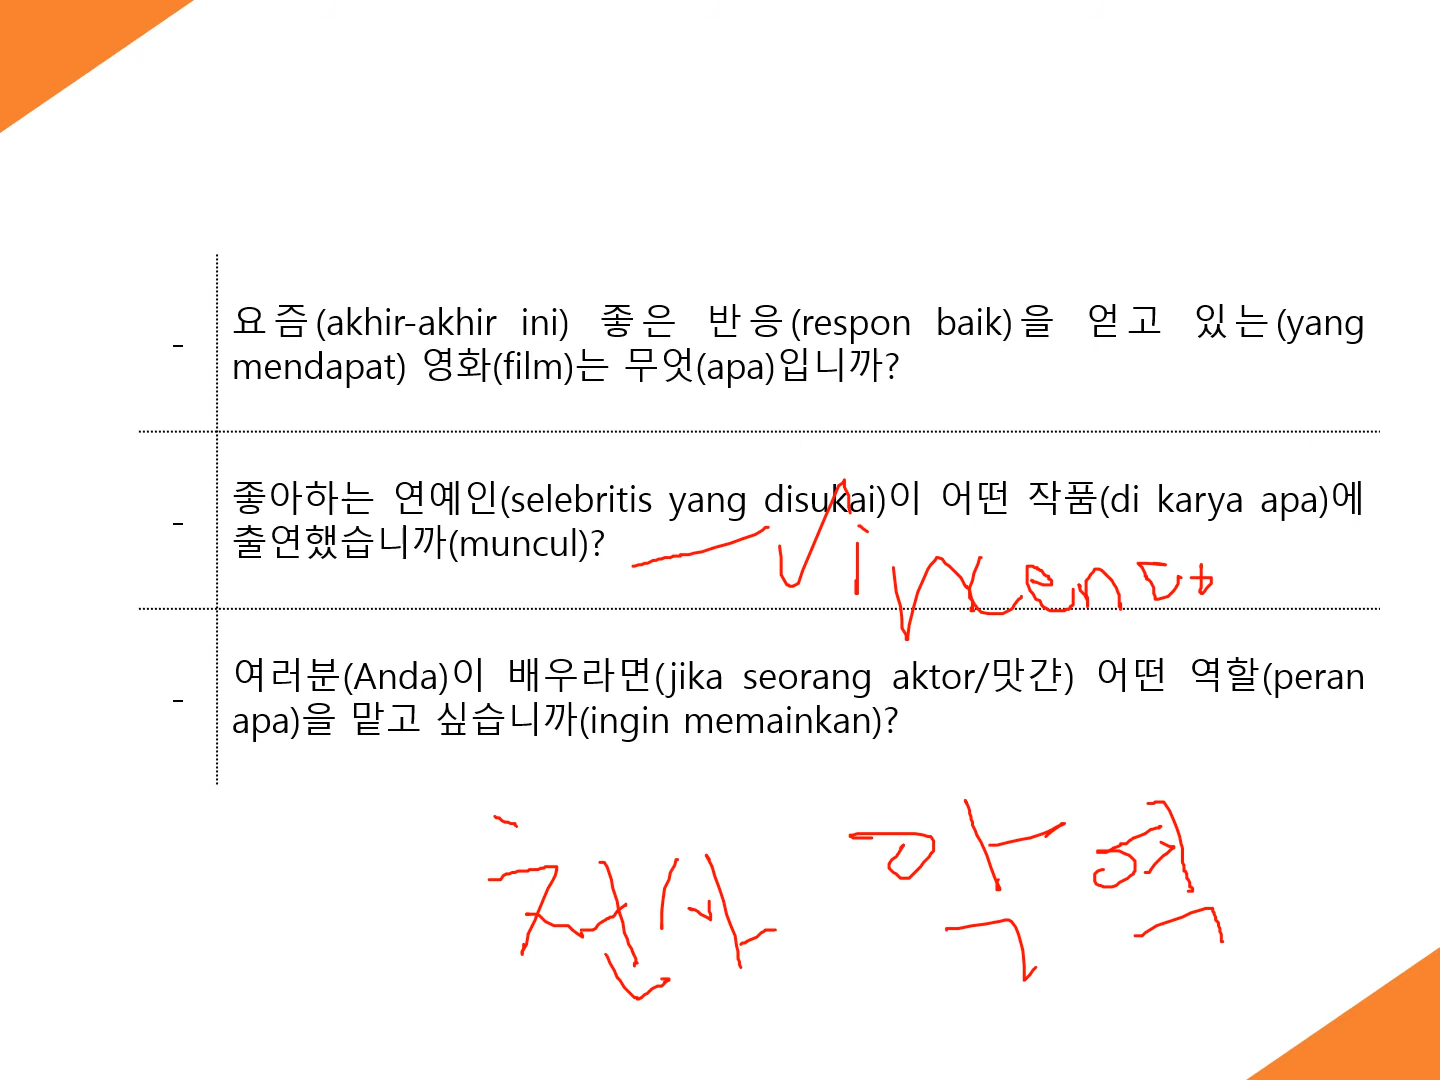 - 요즘(akhir-akhir ini) 좋은 반응(respon baik)을 얻고 있는(yang
mendapat) 영화(film)는 무엇(apa)입니까?
- 좋아하는 연예인(selebritis yang disukai)이 어떤 작품(di karya apa)에
출연했습니까(muncul)?
- 여러분(Anda)이 배우라면(jika seorang aktor/맛갼) 어떤 역할(peran
apa)을 맡고 싶습니까(ingin memainkan)?
천사 악역